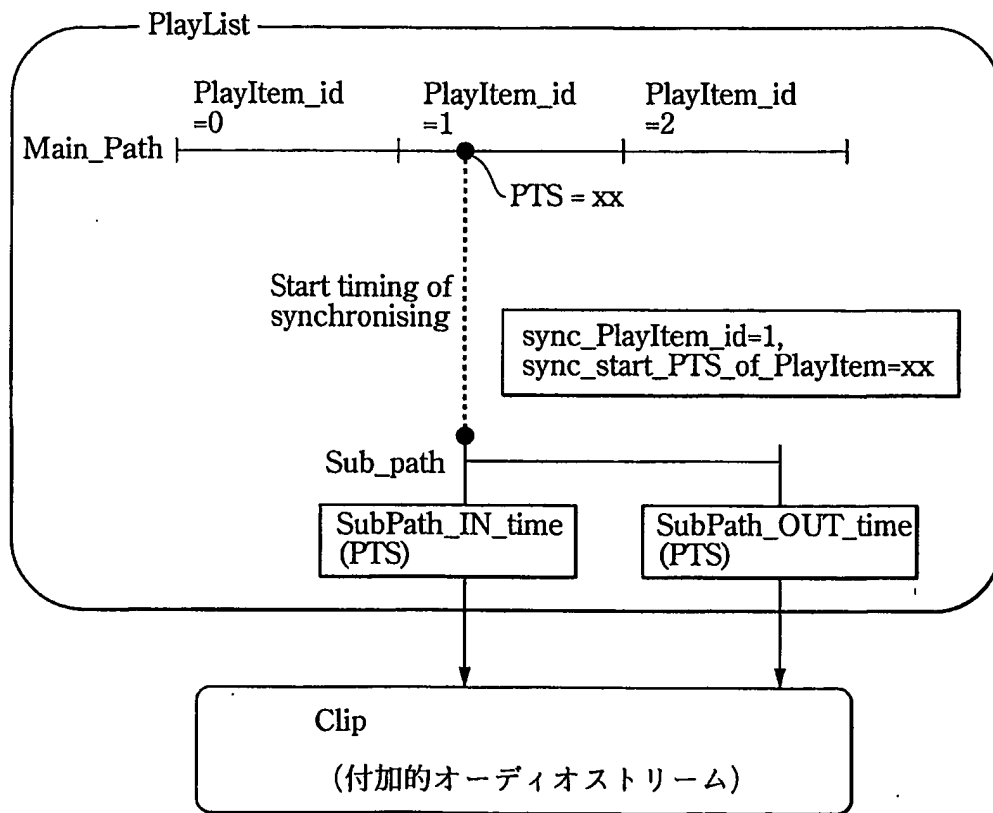 PlayList
PlayItem_id
=0
PlayItem_id
=1
PlayItem_id
=2
Main_Path
PTS = xx
Start timing of
synchronising
sync_PlayItem_id=1,
sync_start_PTS_of_PlayItem=xx
Sub_path
SubPath_IN_time
(PTS)
SubPath_OUT_time
(PTS)
Clip
(付加的オーディオストリーム)